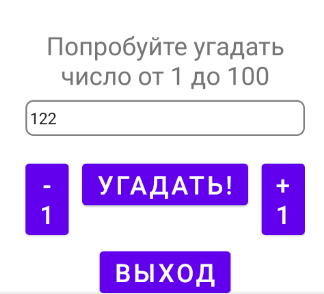 Попробуйте угадать
число от 1 до 100
122
- 1
УГАДАТЬ!
+ 1
ВЫХОД